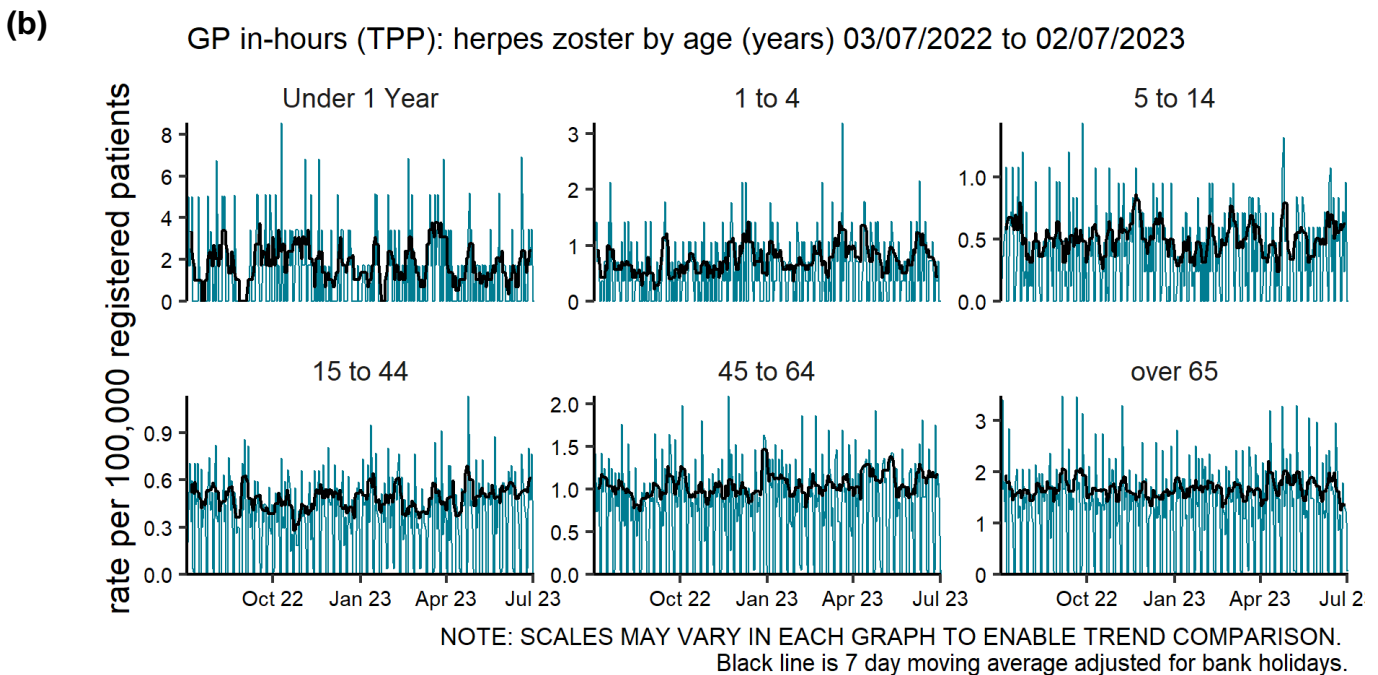 (b)
GP in-hours (TPP): herpes zoster by age (years) 03/07/2022 to 02/07/2023
rate per 100,000 registered patients
Under 1 Year
8
6
4
2
0
1 to 4
3
2
1
0
5 to 14
1.0
0.5
0.0
15 to 44
0.9
0.6
0.3
0.0
Oct 22 Jan 23 Apr 23 Jul 23
45 to 64
2.0
1.5
1.0
0.5
0.0
Oct 22 Jan 23 Apr 23 Jul 23
over 65
3
2
1
0
Oct 22 Jan 23 Apr 23 Jul 2
NOTE: SCALES MAY VARY IN EACH GRAPH TO ENABLE TREND COMPARISON.
Black line is 7 day moving average adjusted for bank holidays.